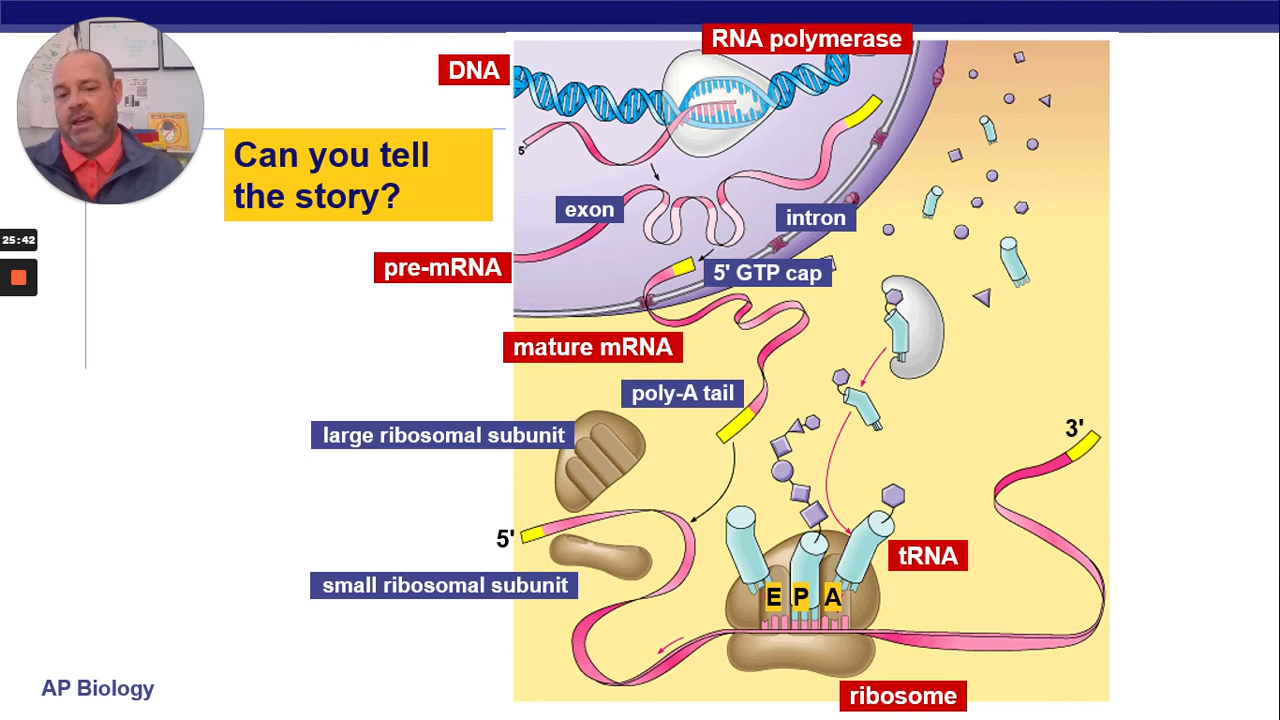 RNA polymerase
DNA
Can you tell
the story?
5'
exon
intron
25:42
pre-mRNA
5' GTP cap
mature mRNA
poly-A tail
large ribosomal subunit
3'
5'
tRNA
small ribosomal subunit
E P A
AP Biology
ribosome